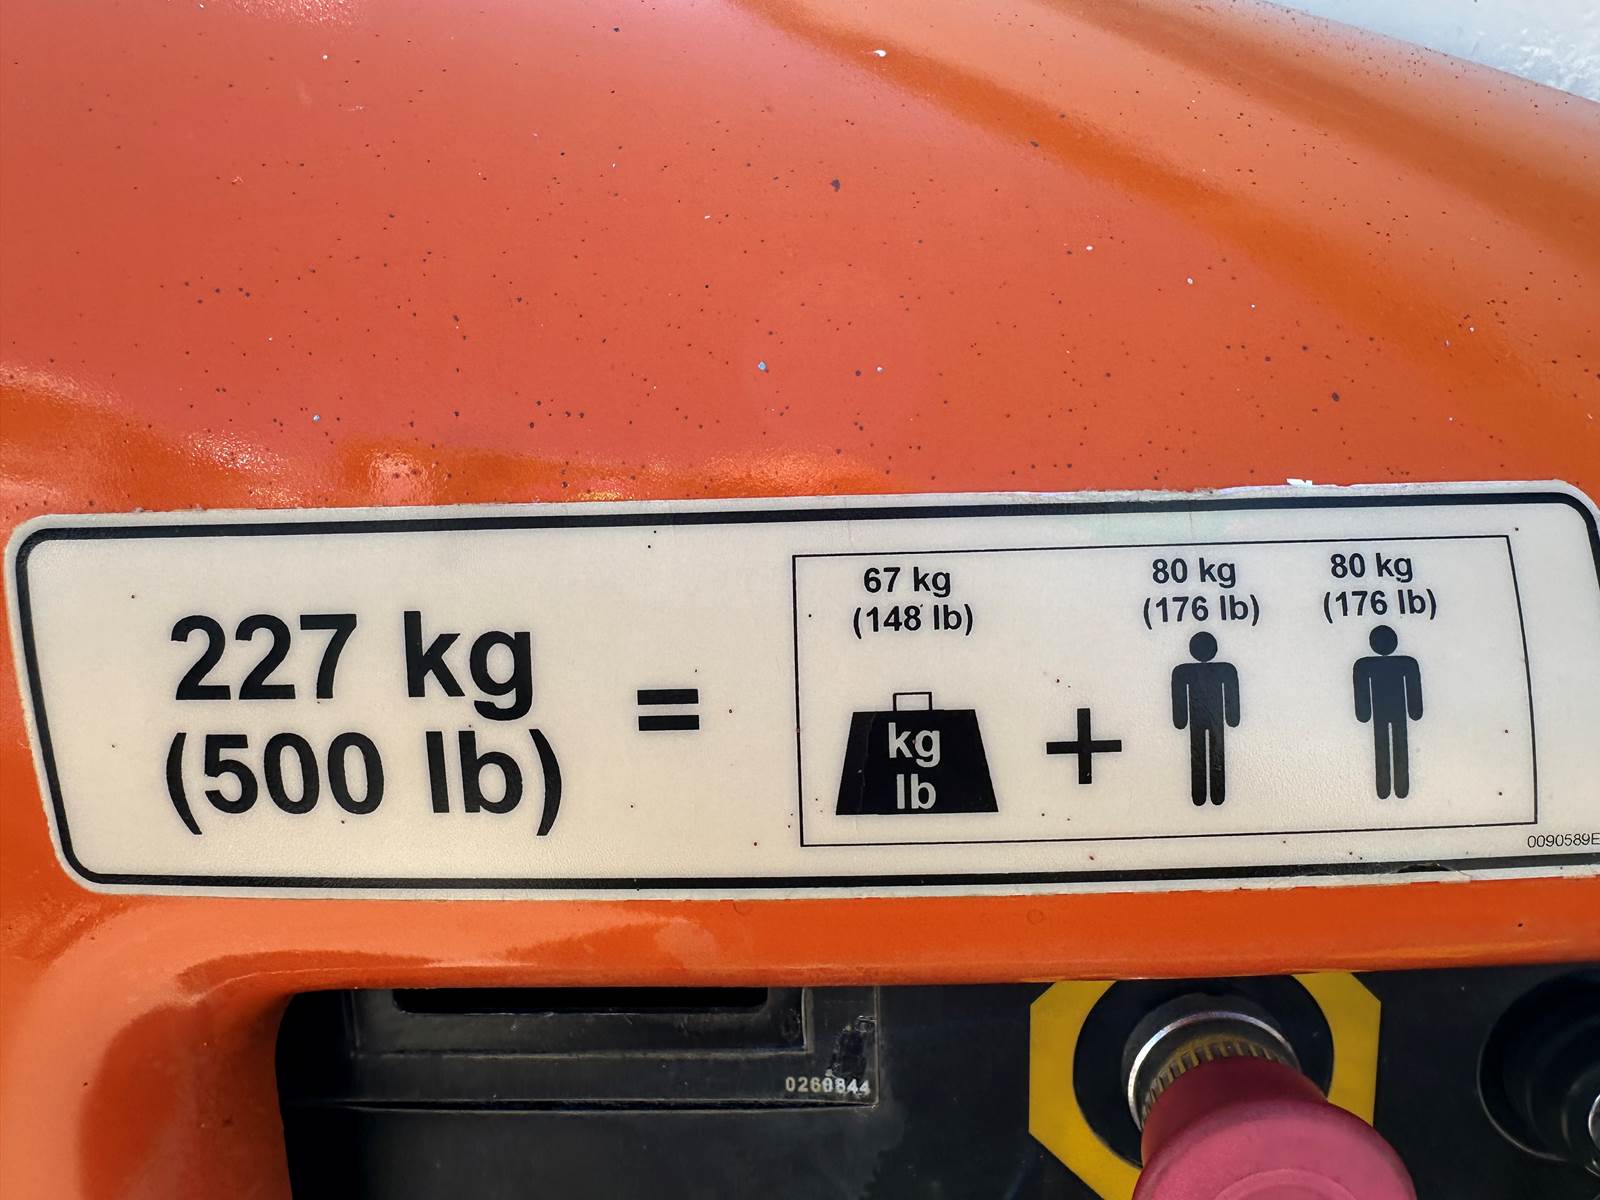 227 kg
(500 lb)
=
67 kg
(148 lb)
kg
lb
+
80 kg
(176 lb)
80 kg
(176 lb)
0090589E
0260844